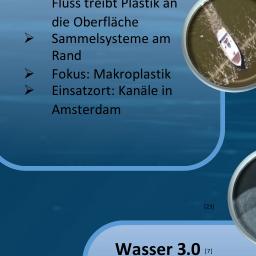 Fluss treibt Plastik an
die Oberfläche
➢ Sammelsysteme am
Rand
➢ Fokus: Makroplastik
➢ Einsatzort: Kanäle in
Amsterdam
[23]
Wasser 3.0 [7]